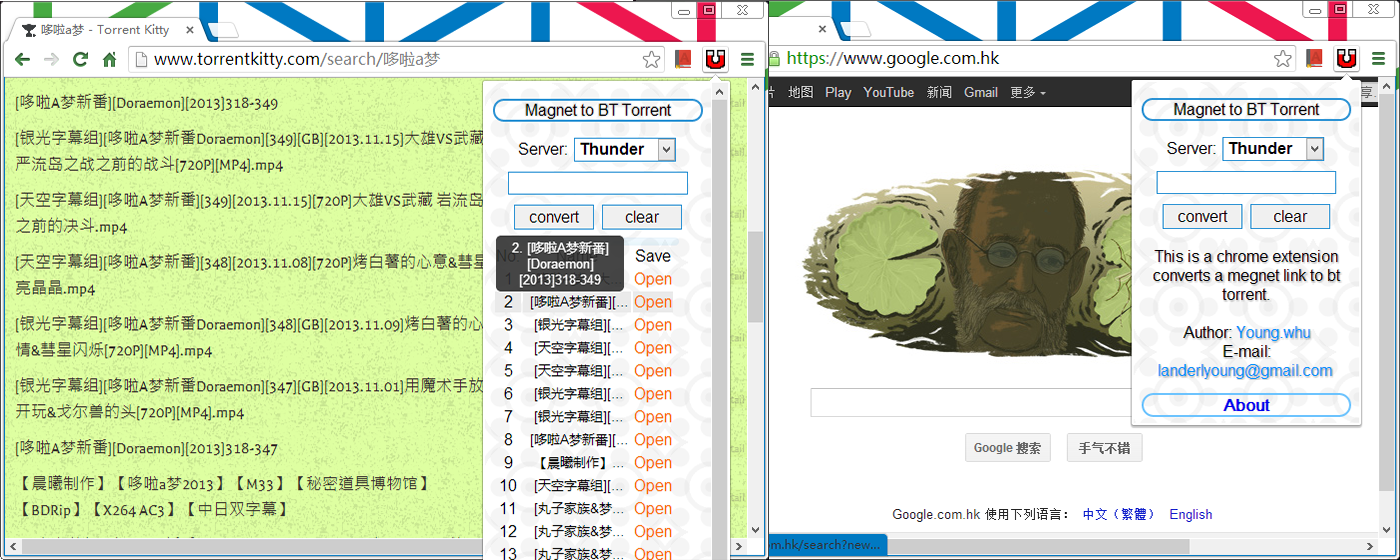 哆啦a梦 - Torrent Kitty
www.torrentkitty.com/search/哆啦a梦
[哆啦A梦新番][Doraemon][2013]318-349
[银光字幕组][哆啦A梦新番Doraemon][349][GB][2013.11.15]大雄VS武藏
严流岛之战之前的战斗[720P][MP4].mp4
[天空字幕组][哆啦A梦新番][349][2013.11.15][720P]大雄VS武藏 岩流岛
之前的决斗.mp4
[天空字幕组][哆啦A梦新番][348][2013.11.08][720P]烤白薯的心意&彗星
亮晶晶.mp4
[银光字幕组][哆啦A梦新番Doraemon][348][GB][2013.11.09]烤白薯的心
情&彗星闪烁[720P][MP4].mp4
[银光字幕组][哆啦A梦新番Doraemon][347][GB][2013.11.01]用魔术手放
开玩&戈尔兽的头[720P][MP4].mp4
[哆啦A梦新番][Doraemon][2013]318-347
【晨曦制作】【哆啦a梦2013】【M33】【秘密道具博物馆】
【BDRip】【X264 AC3】【中日双字幕】
Magnet to BT Torrent
Server: Thunder
convert clear
2. [哆啦A梦新番]
[Doraemon]
[2013]318-349
No Save
1 Open
2 [哆啦A梦新番][... Open
3 [银光字幕组][... Open
4 [天空字幕组][... Open
5 [天空字幕组][... Open
6 [银光字幕组][... Open
7 [银光字幕组][... Open
8 [哆啦A梦新番][... Open
9 【晨曦制作】... Open
10 [天空字幕组][... Open
11 [丸子家族&梦... Open
12 [丸子家族&梦... Open
13 [丸子家族&梦... Open
https://www.google.com.hk
片 地图 Play YouTube 新闻 Gmail 更多
享.
Magnet to BT Torrent
Server: Thunder
convert clear
This is a chrome extension
converts a megnet link to bt
torrent.
Author: Young.whu
E-mail:
landerlyoung@gmail.com
About
Google 搜索 手气不错
Google.com.hk 使用下列语言： 中文（繁體） English
om.hk/search?new...